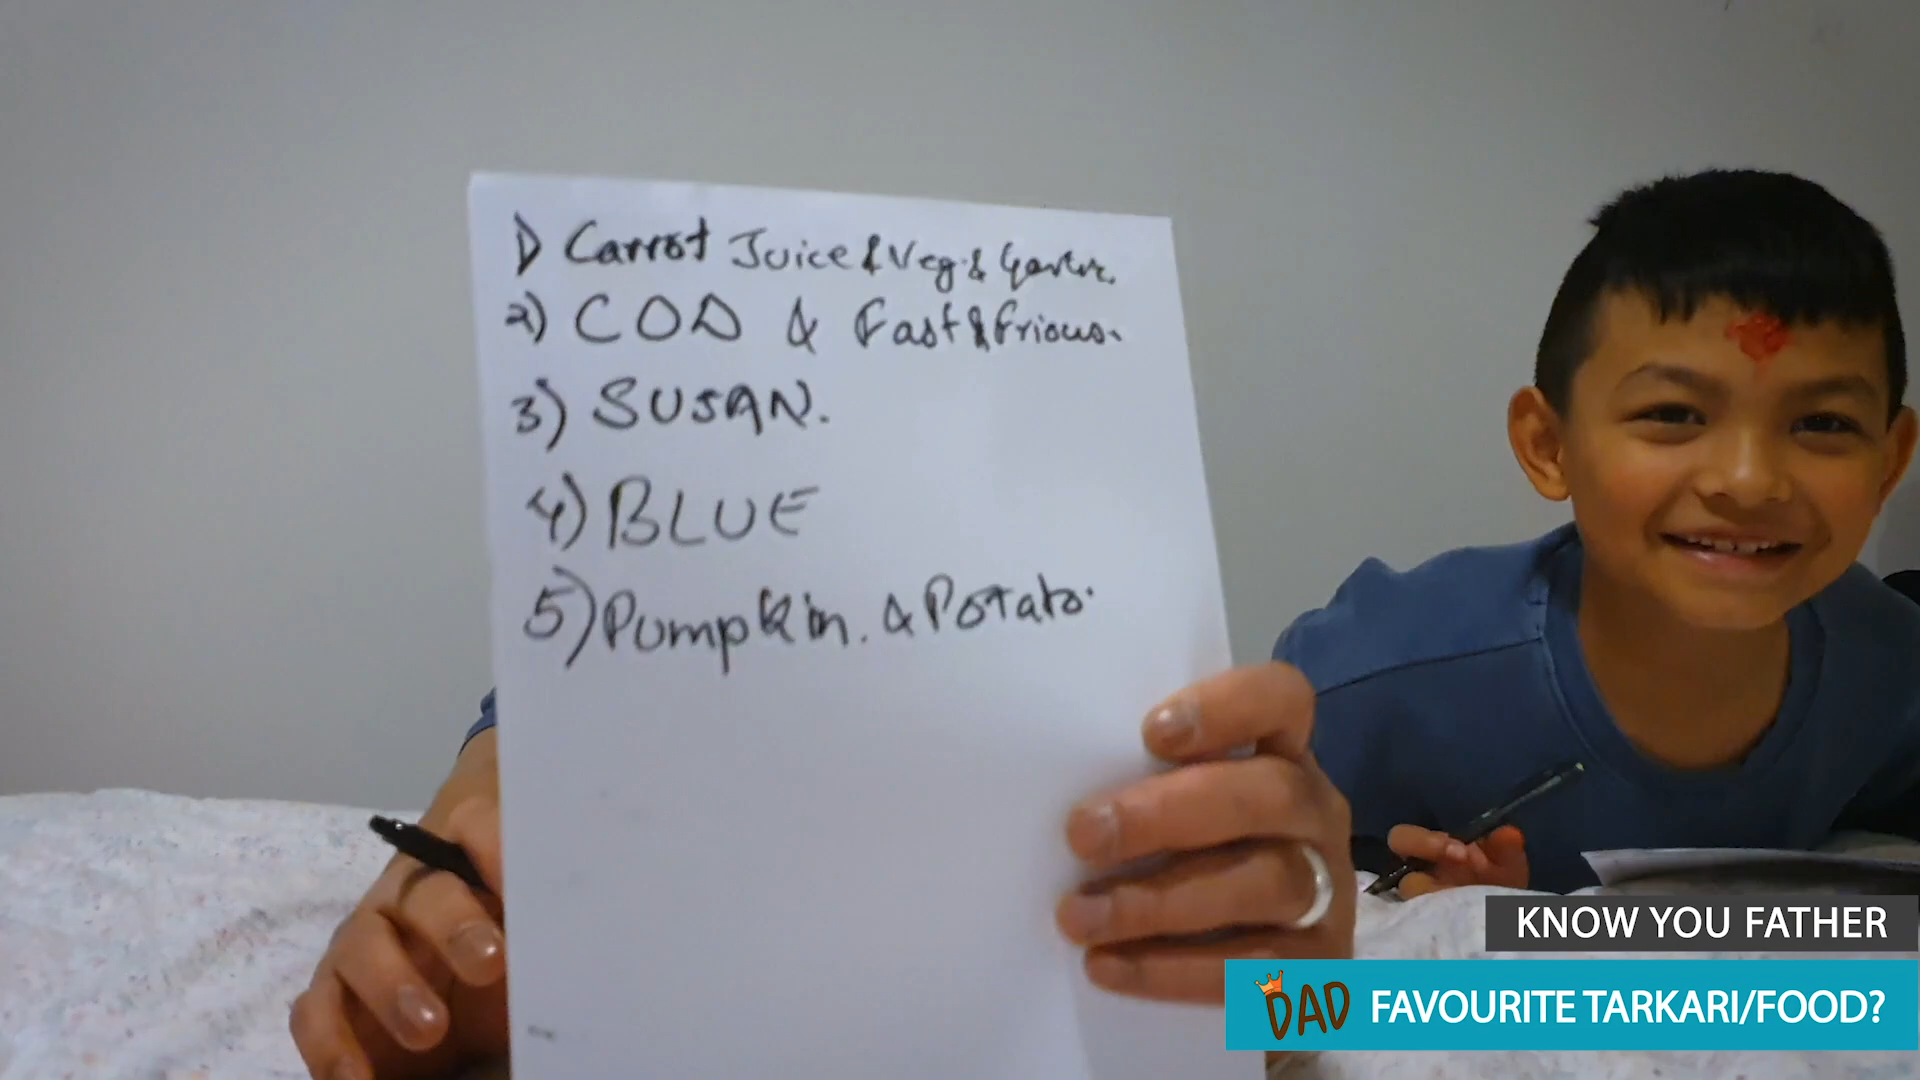 1) Carrot Juice & Veg. &
2) COD & Fast & Frious.
3) SUSAN.
4) BLUE
5) Pumpkin. & Potato.
KNOW YOU FATHER
DAD FAVOURITE TARKARI/FOOD?